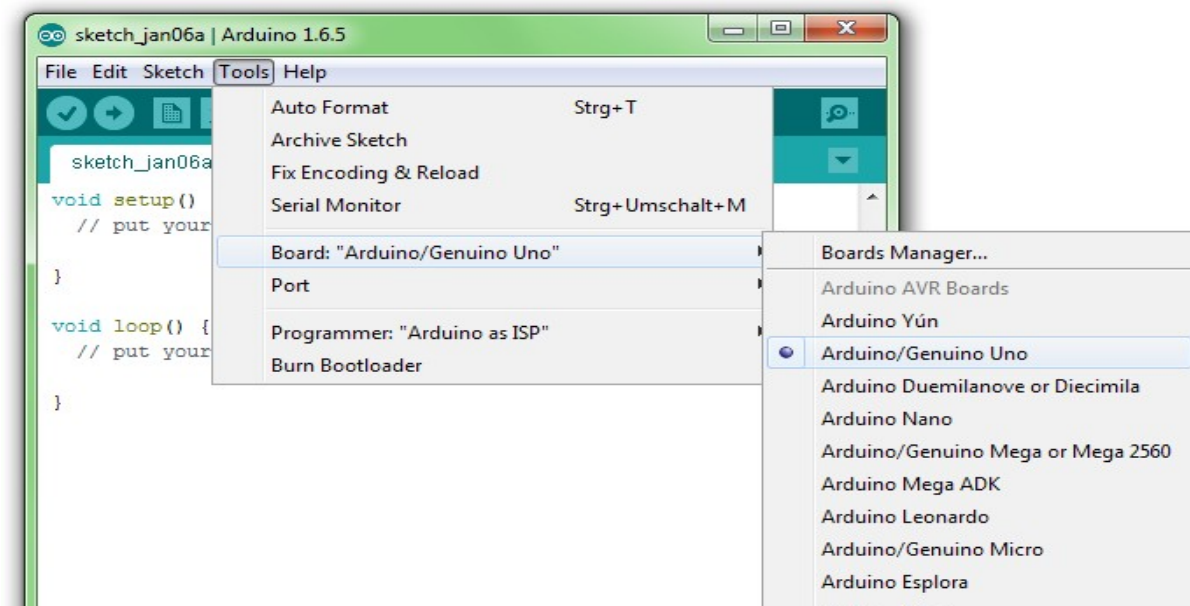 sketch_jan06a | Arduino 1.6.5
File Edit Sketch Tools Help
sketch_jan06a
void setup()
// put your
}
void loop() {
// put your
}
Auto Format Strg+T
Archive Sketch
Fix Encoding & Reload
Serial Monitor Strg+Umschalt+M
Board: "Arduino/Genuino Uno"
Port
Programmer: "Arduino as ISP"
Burn Bootloader
Boards Manager...
Arduino AVR Boards
Arduino Yún
Arduino/Genuino Uno
Arduino Duemilanove or Diecimila
Arduino Nano
Arduino/Genuino Mega or Mega 2560
Arduino Mega ADK
Arduino Leonardo
Arduino/Genuino Micro
Arduino Esplora